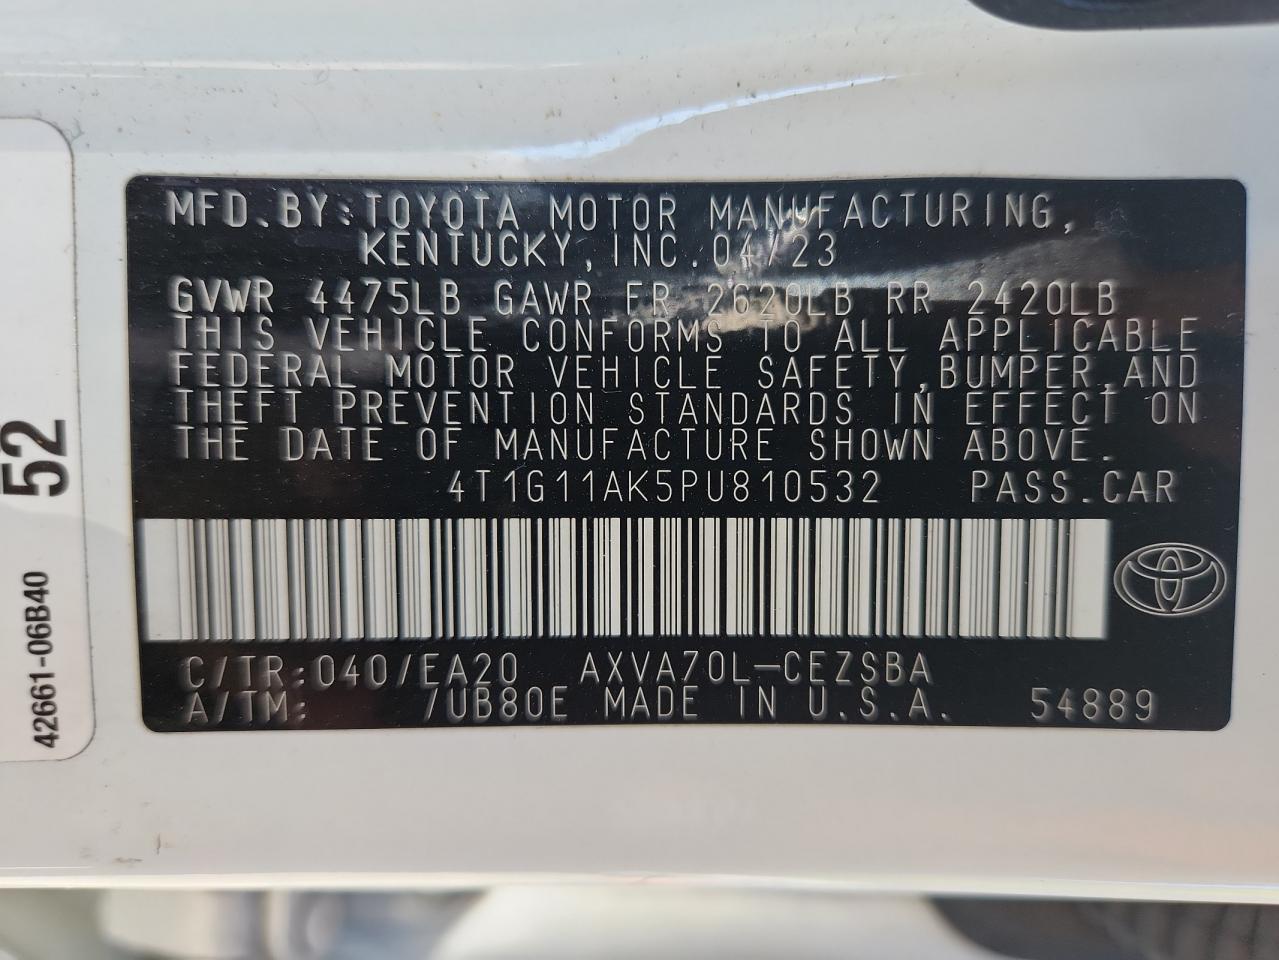 MFD.BY:TOYOTA MOTOR MANUFACTURING,
KENTUCKY,INC.04/23
GVWR 4475LB GAWR FR 2620LB RR 2420LB
THIS VEHICLE CONFORMS TO ALL APPLICABLE
FEDERAL MOTOR VEHICLE SAFETY,BUMPER,AND
THEFT PREVENTION STANDARDS IN EFFECT ON
THE DATE OF MANUFACTURE SHOWN ABOVE.
4T1G11AK5PU810532 PASS.CAR
C/TR:040/EA20 AXVA70L-CEZSBA
A/TM: /UB80E MADE IN U.S.A. 54889
52
42661-06B40